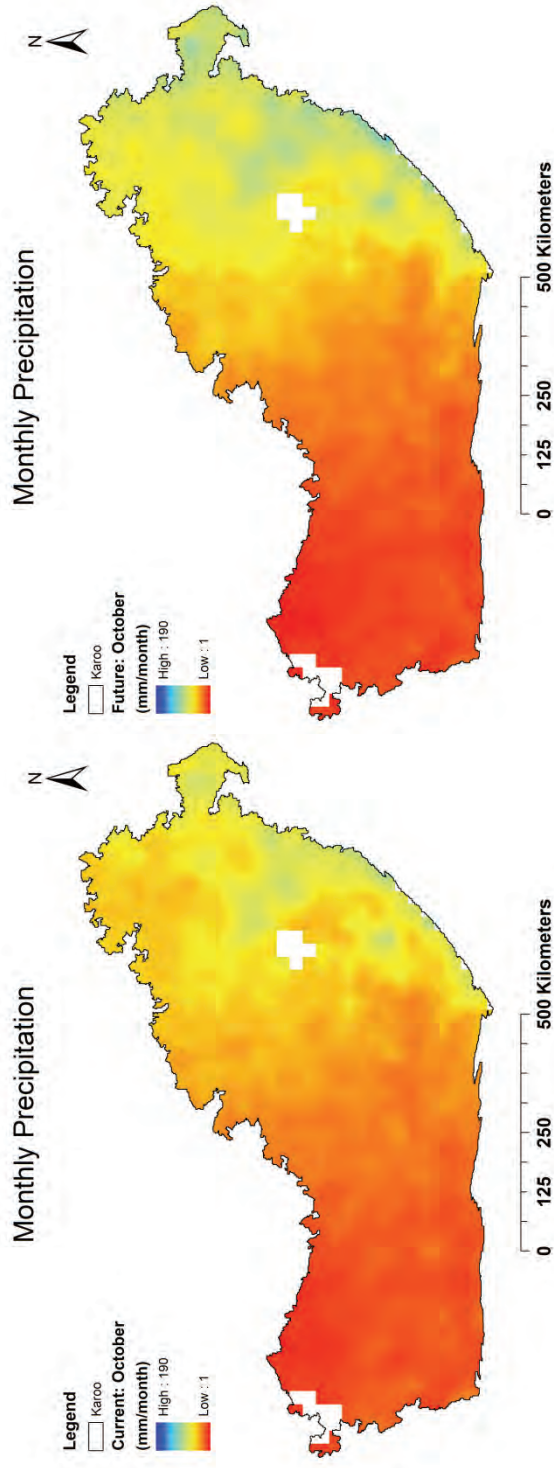 Monthly Precipitation
N
Legend
Karoo
Current: October
(mm/month)
High : 190
Low : 1
0 125 250 500 Kilometers
Monthly Precipitation
N
Legend
Karoo
Future: October
(mm/month)
High : 190
Low : 1
0 125 250 500 Kilometers